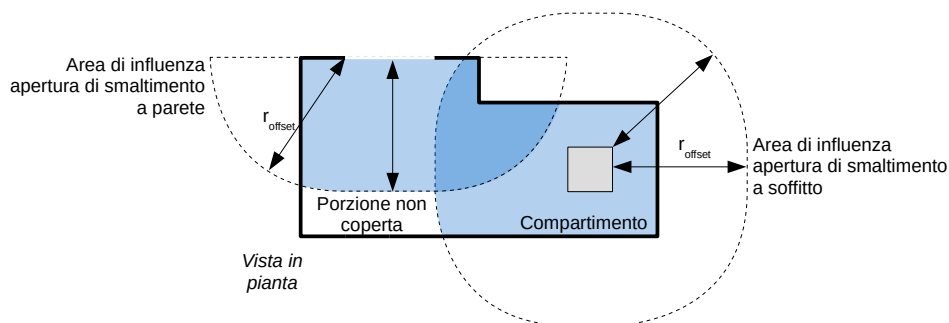 Area di influenza
apertura di smaltimento
a parete
r offset
r offset
Area di influenza
apertura di smaltimento
a soffitto
Porzione non
coperta
Compartimento
Vista in
pianta